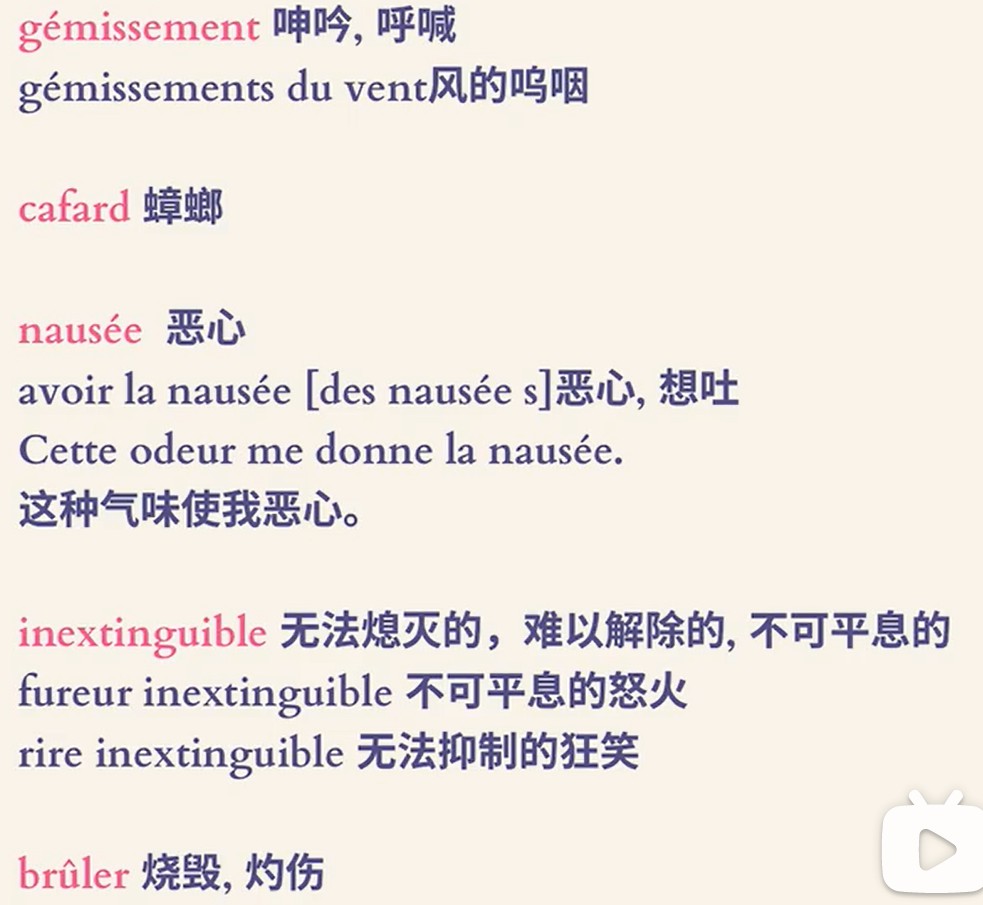 gémissement 呻吟, 呼喊
gémissements du vent风的呜咽
cafard 蟑螂
nausée 恶心
avoir la nausée [des nausée s]恶心, 想吐
Cette odeur me donne la nausée.
这种气味使我恶心。
inextinguible 无法熄灭的，难以解除的, 不可平息的
fureur inextinguible 不可平息的怒火
rire inextinguible 无法抑制的狂笑
brûler 烧毁, 灼伤